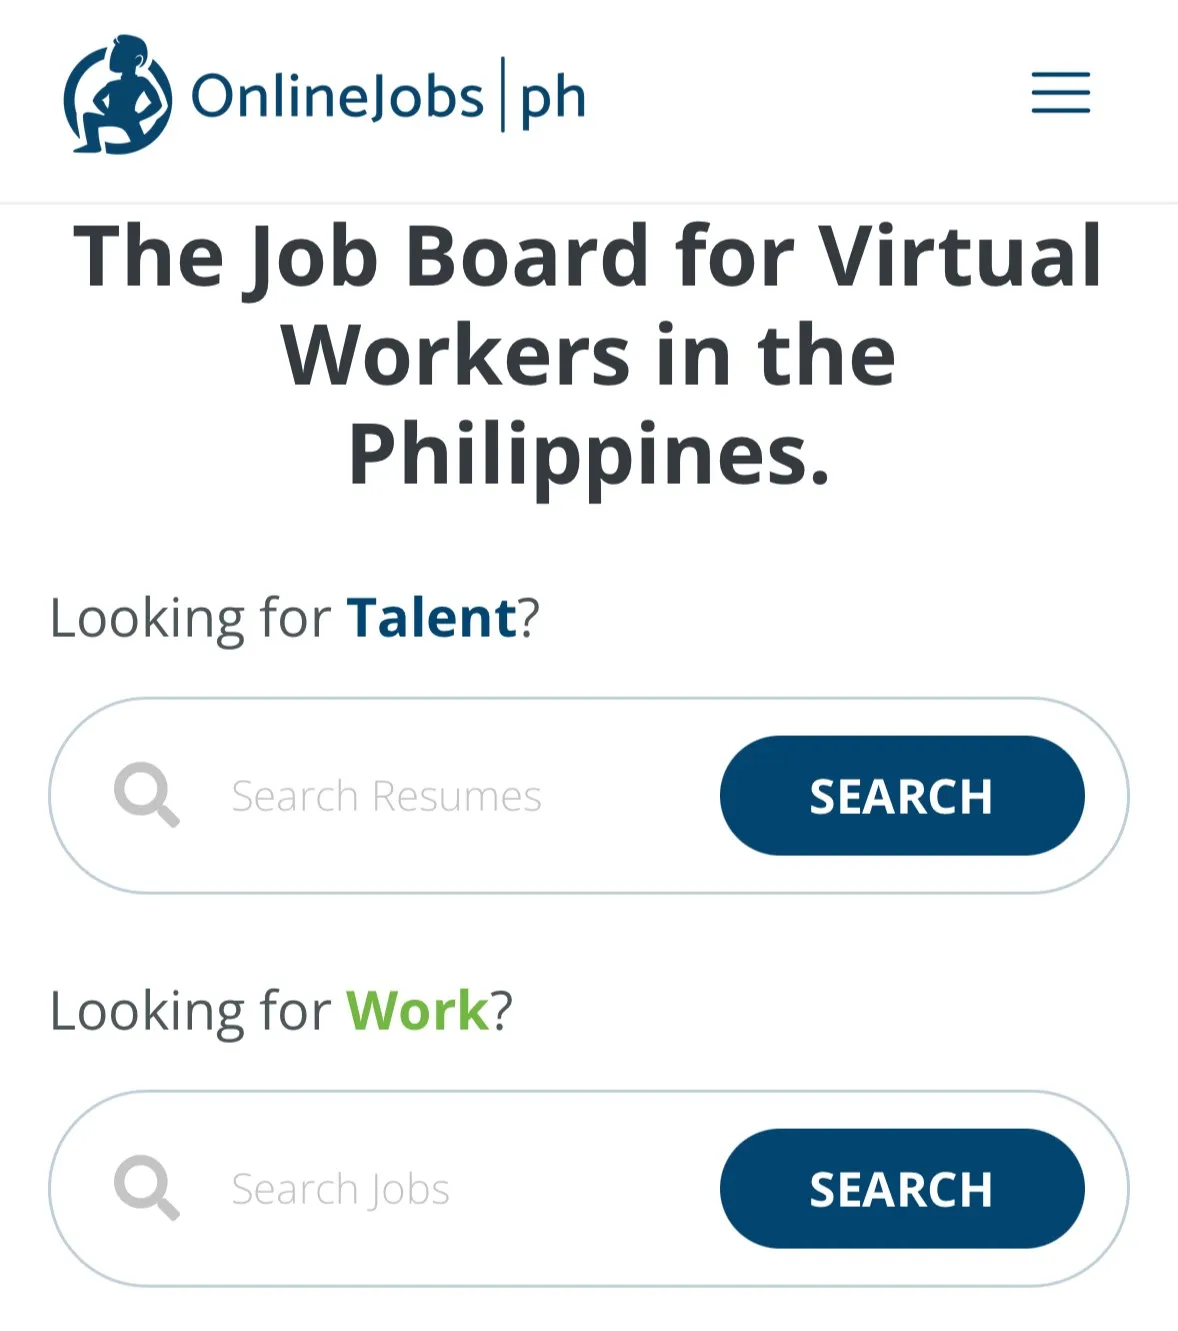 OnlineJobs|ph
The Job Board for Virtual
Workers in the
Philippines.
Looking for Talent?
Search Resumes
SEARCH
Looking for Work?
Search Jobs
SEARCH